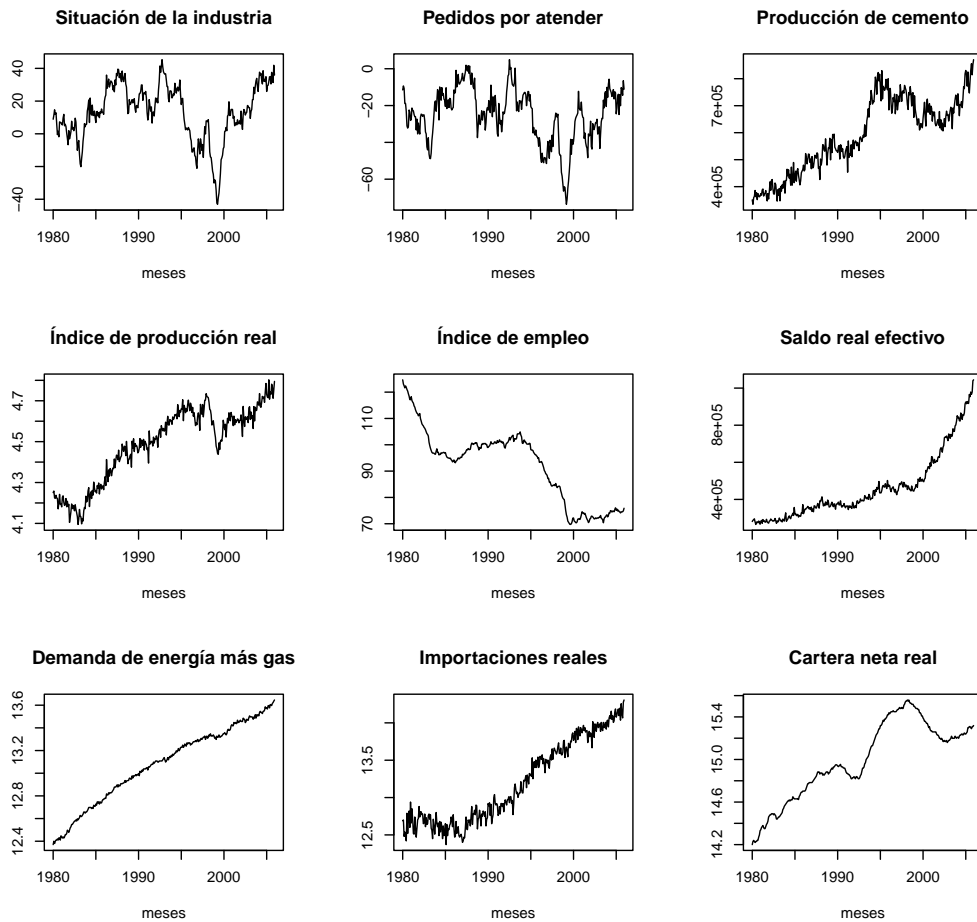 Situación de la industria
40
20
0
−40
1980
1990
2000
meses
Pedidos por atender
0
−20
−60
1980
1990
2000
meses
Producción de cemento
7e+05
4e+05
1980
1990
2000
meses
Índice de producción real
4.7
4.5
4.3
4.1
1980
1990
2000
meses
Índice de empleo
110
90
70
1980
1990
2000
meses
Saldo real efectivo
8e+05
4e+05
1980
1990
2000
meses
Demanda de energía más gas
13.6
13.2
12.8
12.4
1980
1990
2000
meses
Importaciones reales
13.5
12.5
1980
1990
2000
meses
Cartera neta real
15.4
15.0
14.6
14.2
1980
1990
2000
meses